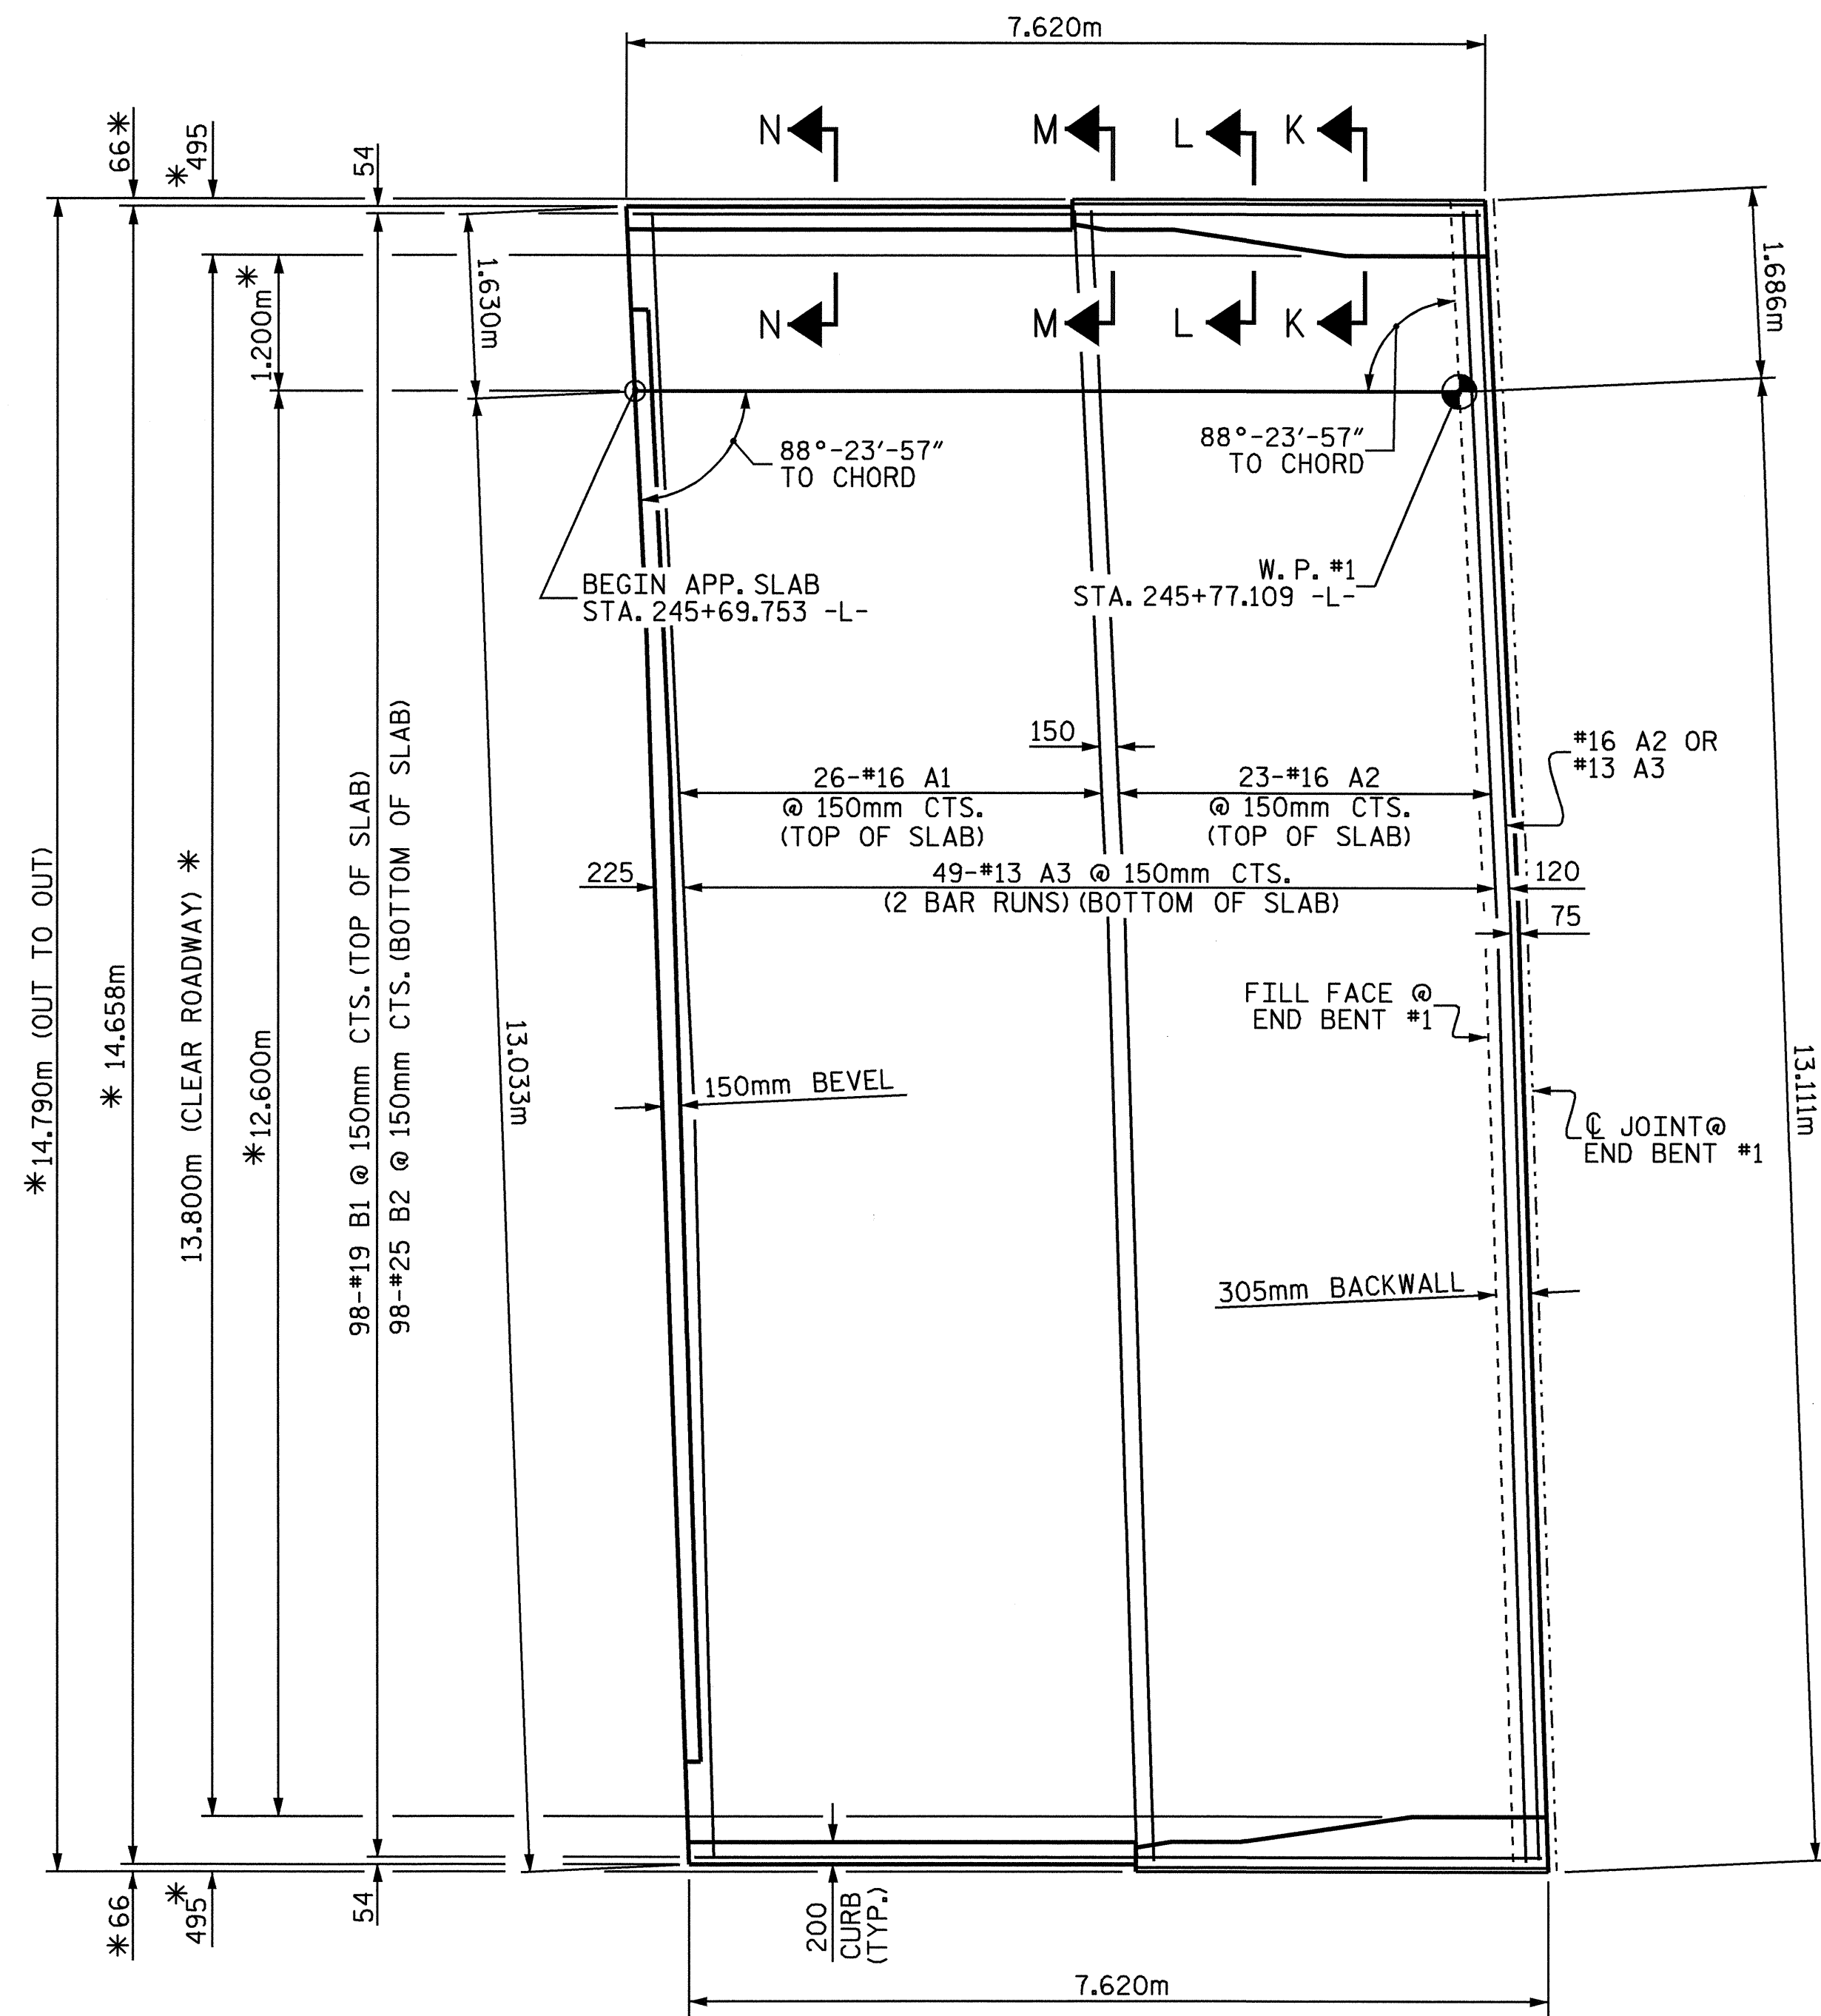 7.620m
66*
*495
54
N
M
L
K
1.630m
1.200m*
1.686m
N
M
L
K
88°-23'-57"
TO CHORD
88°-23'-57"
TO CHORD
BEGIN APP. SLAB
STA. 245+69.753 -L-
W.P. #1
STA. 245+77.109 -L-
150
#16 A2 OR
#13 A3
26-#16 A1
@ 150mm CTS.
(TOP OF SLAB)
23-#16 A2
@ 150mm CTS.
(TOP OF SLAB)
225
49-#13 A3 @ 150mm CTS.
(2 BAR RUNS)(BOTTOM OF SLAB)
120
75
*14.790m (OUT TO OUT)
* 14.658m
13.800m (CLEAR ROADWAY) *
*12.600m
98-#19 B1 @ 150mm CTS. (TOP OF SLAB)
98-#25 B2 @ 150mm CTS. (BOTTOM OF SLAB)
13.033m
13.111m
FILL FACE @
END BENT #1
150mm BEVEL
℄ JOINT@
END BENT #1
305mm BACKWALL
*66
*495
54
200
CURB
(TYP.)
7.620m